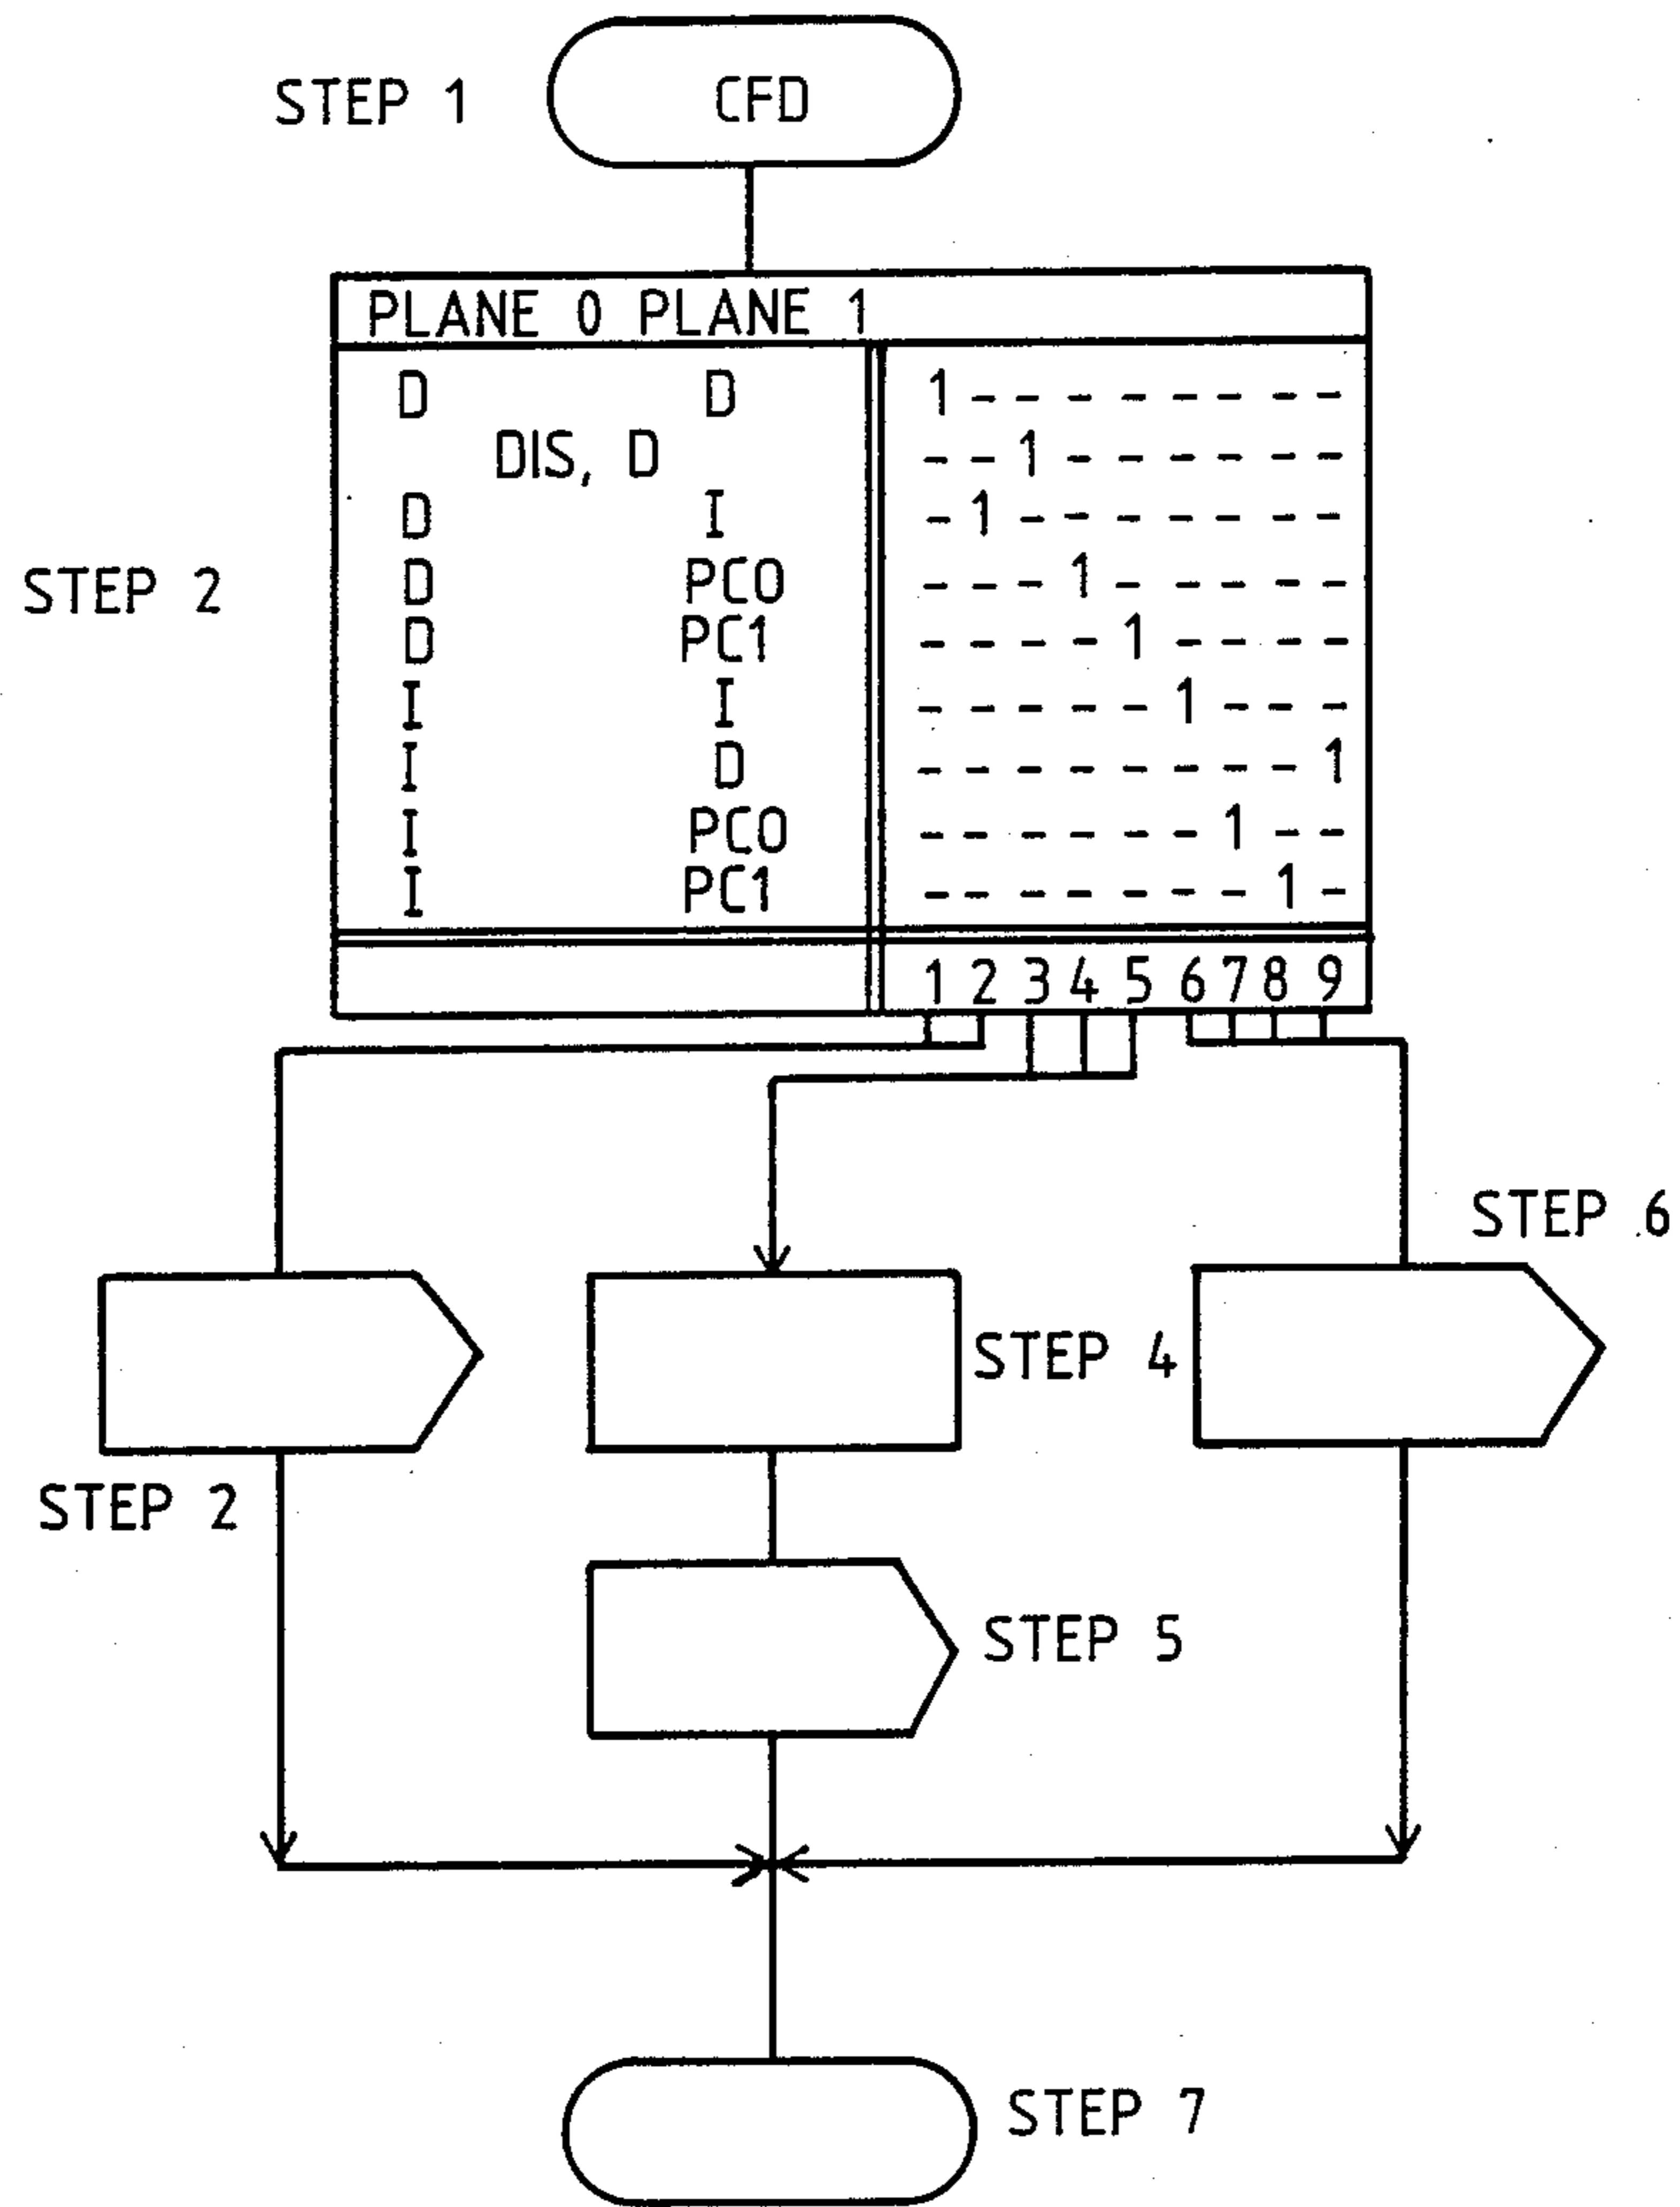 STEP 1 CFD
PLANE 0 PLANE 1
D D 1 - - - - - - - -
DIS, D - - 1 - - - - - -
D I - 1 - - - - - - -
STEP 2
D PC0 - - - 1 - - - - -
D PC1 - - - - 1 - - - -
I I - - - - - 1 - - -
I D - - - - - - - - 1
I PC0 - - - - - - 1 - -
I PC1 - - - - - - - 1 -
1 2 3 4 5 6 7 8 9
STEP 6
STEP 4
STEP 2
STEP 5
STEP 7